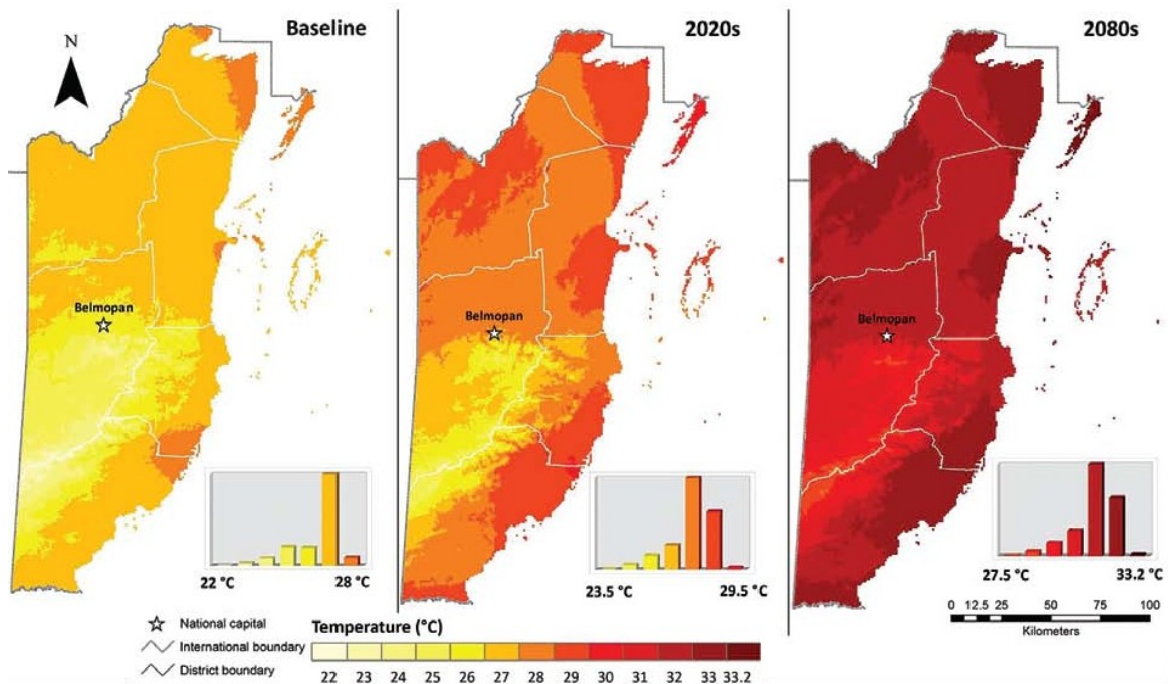 Baseline
2020s
2080s
N
Belmopan
Belmopan
Belmopan
22 °C
28 °C
23.5 °C
29.5 °C
27.5 °C
33.2 °C
National capital
International boundary
District boundary
Temperature (°C)
22 23 24 25 26 27 28 29 30 31 32 33 33.2
0 12.5 25 50 75 100
Kilometers